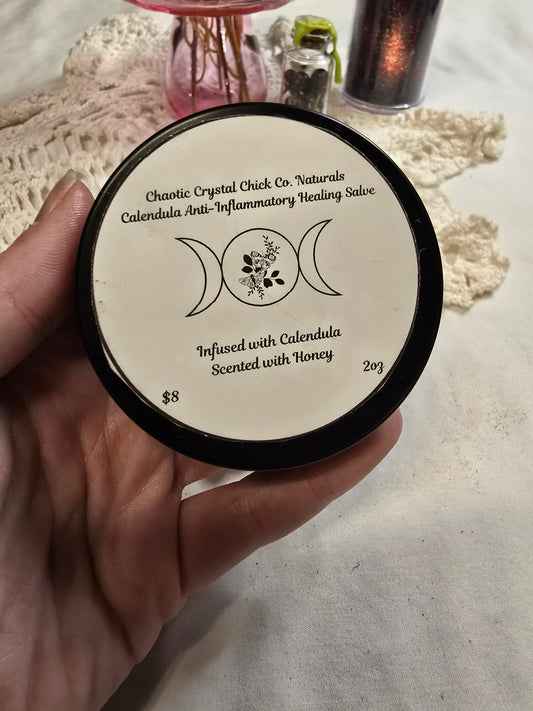 Chaotic Crystal Chick Co. Naturals
Calendula Anti-Inflammatory Healing Salve
Infused with Calendula
Scented with Honey
$8
2oz